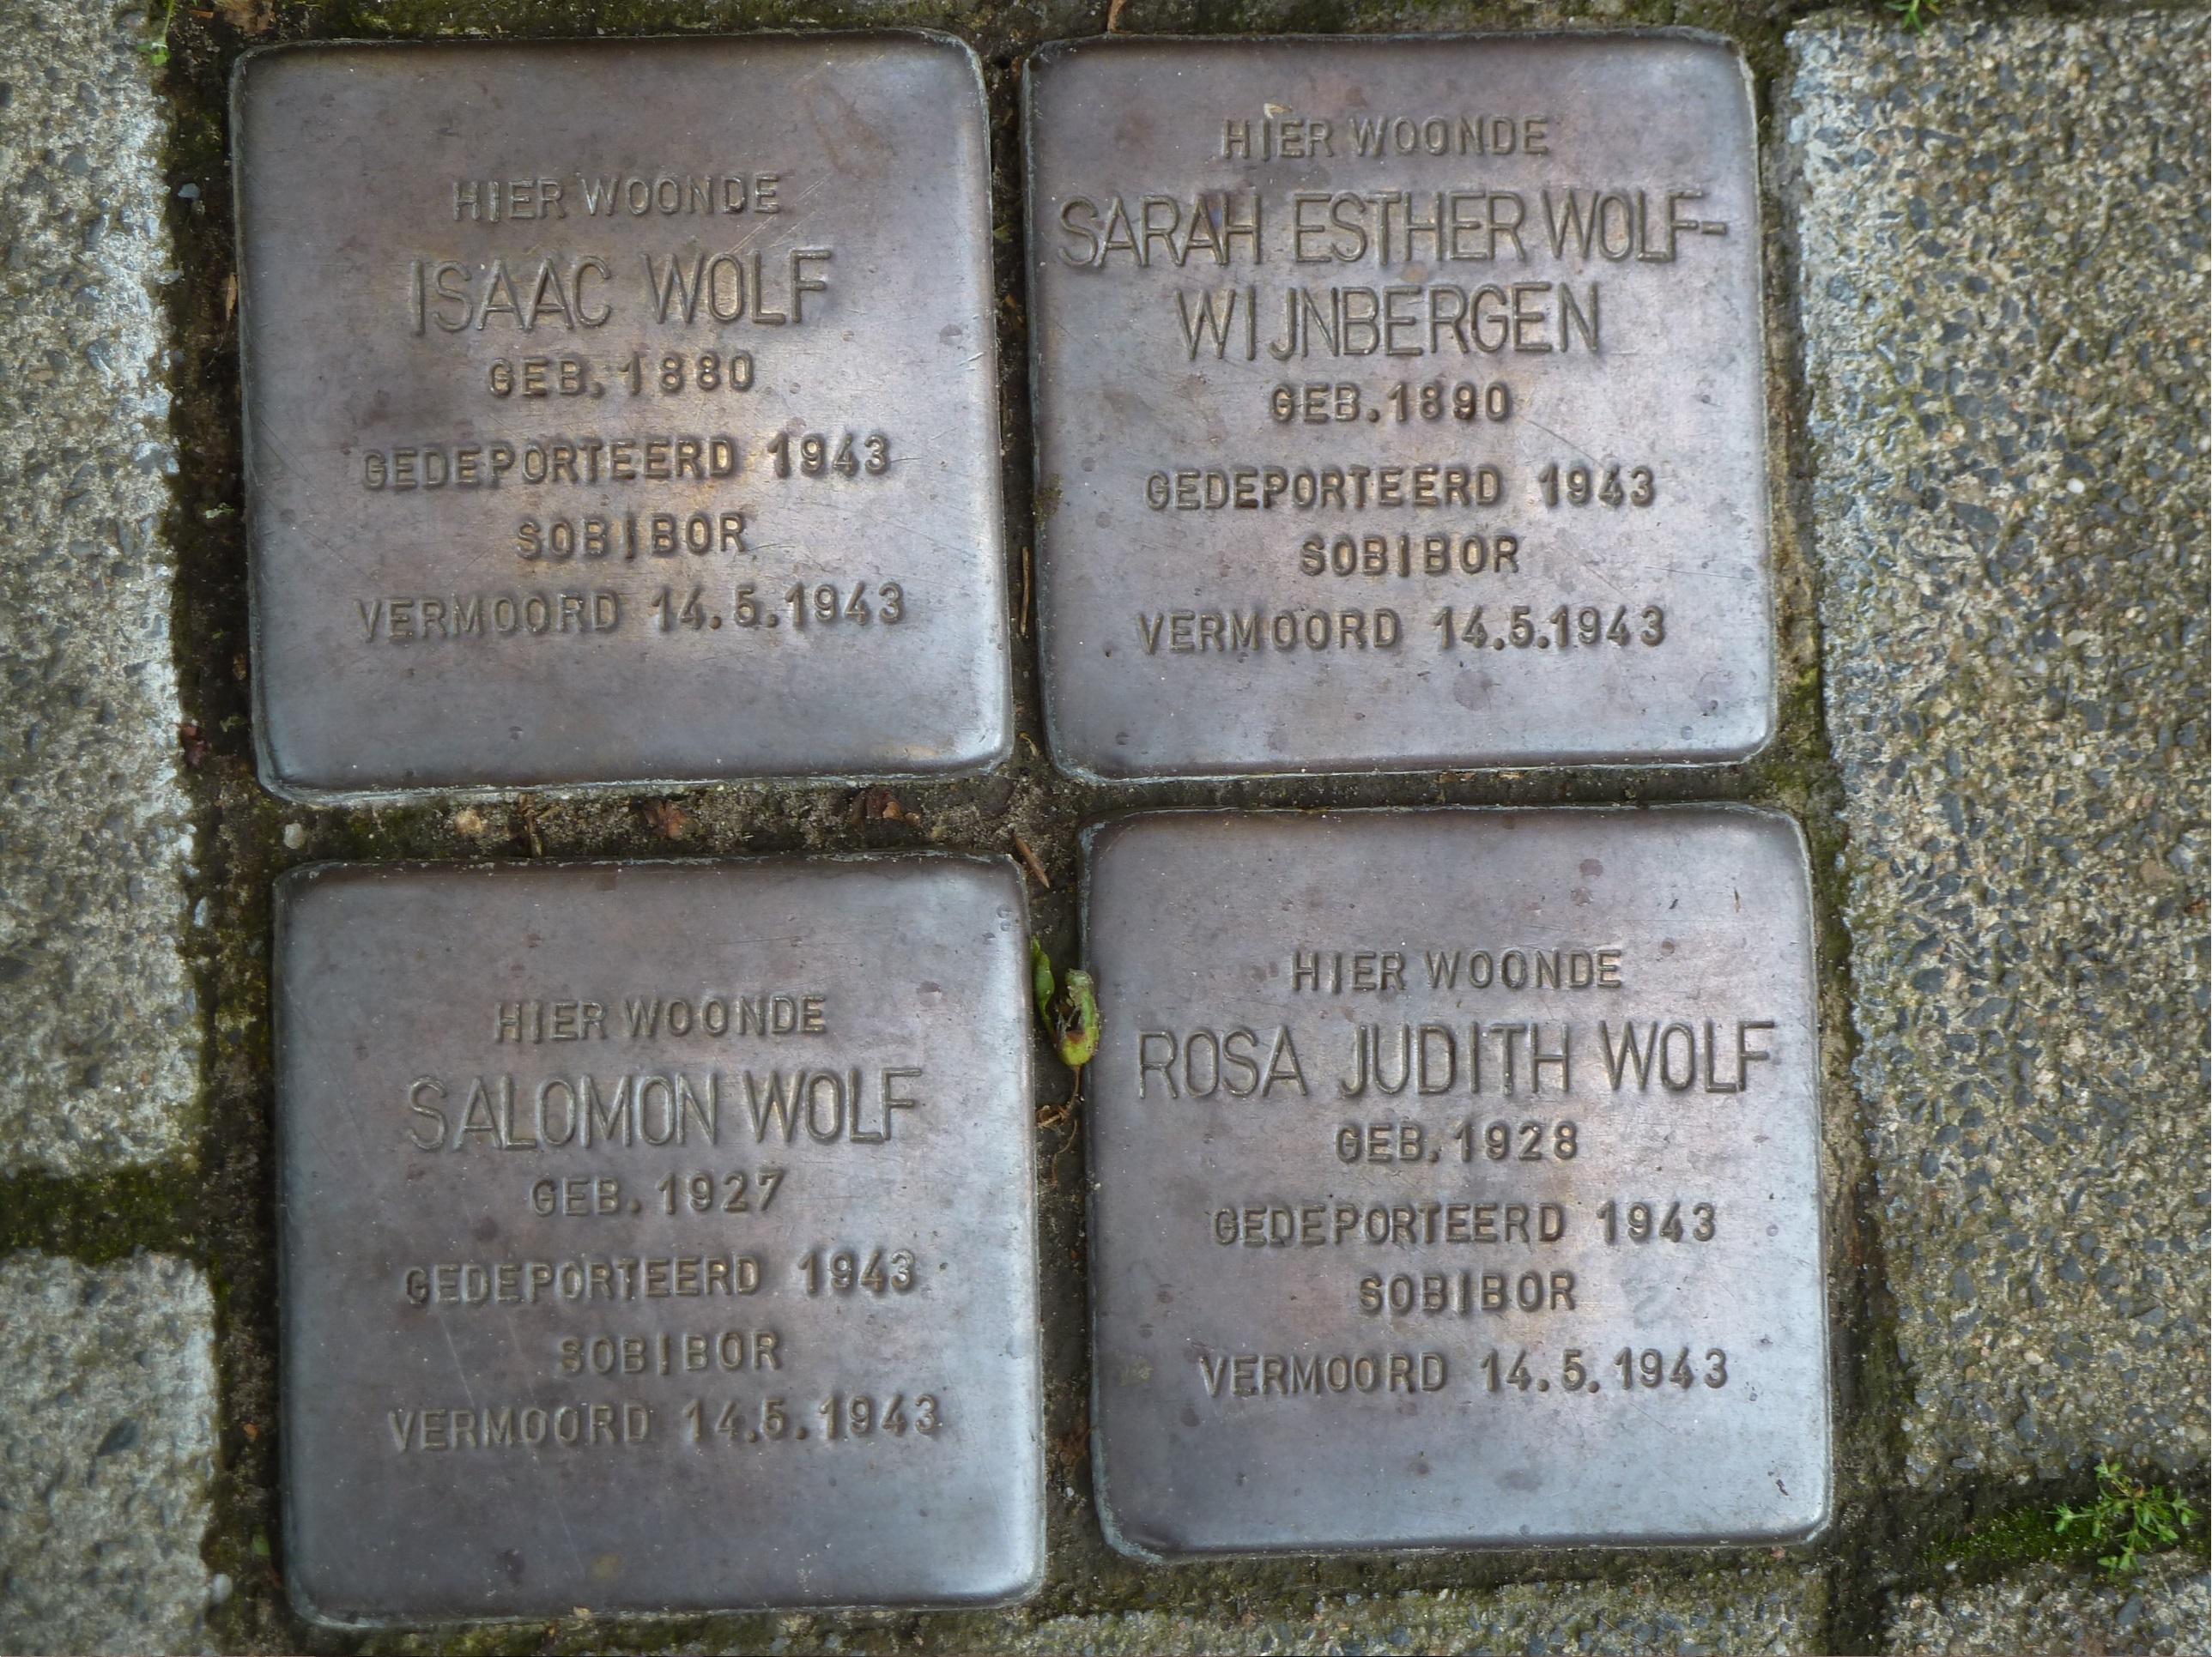 HIER WOONDE
ISAAC WOLF
GEB. 1880
GEDEPORTEERD 1943
SOBIBOR
VERMOORD 14.5.1943
HIER WOONDE
SARAH ESTHER WOLF-
WIJNBERGEN
GEB. 1890
GEDEPORTEERD 1943
SOBIBOR
VERMOORD 14.5.1943
HIER WOONDE
SALOMON WOLF
GEB. 1927
GEDEPORTEERD 1943
SOBIBOR
VERMOORD 14.5.1943
HIER WOONDE
ROSA JUDITH WOLF
GEB. 1928
GEDEPORTEERD 1943
SOBIBOR
VERMOORD 14.5.1943